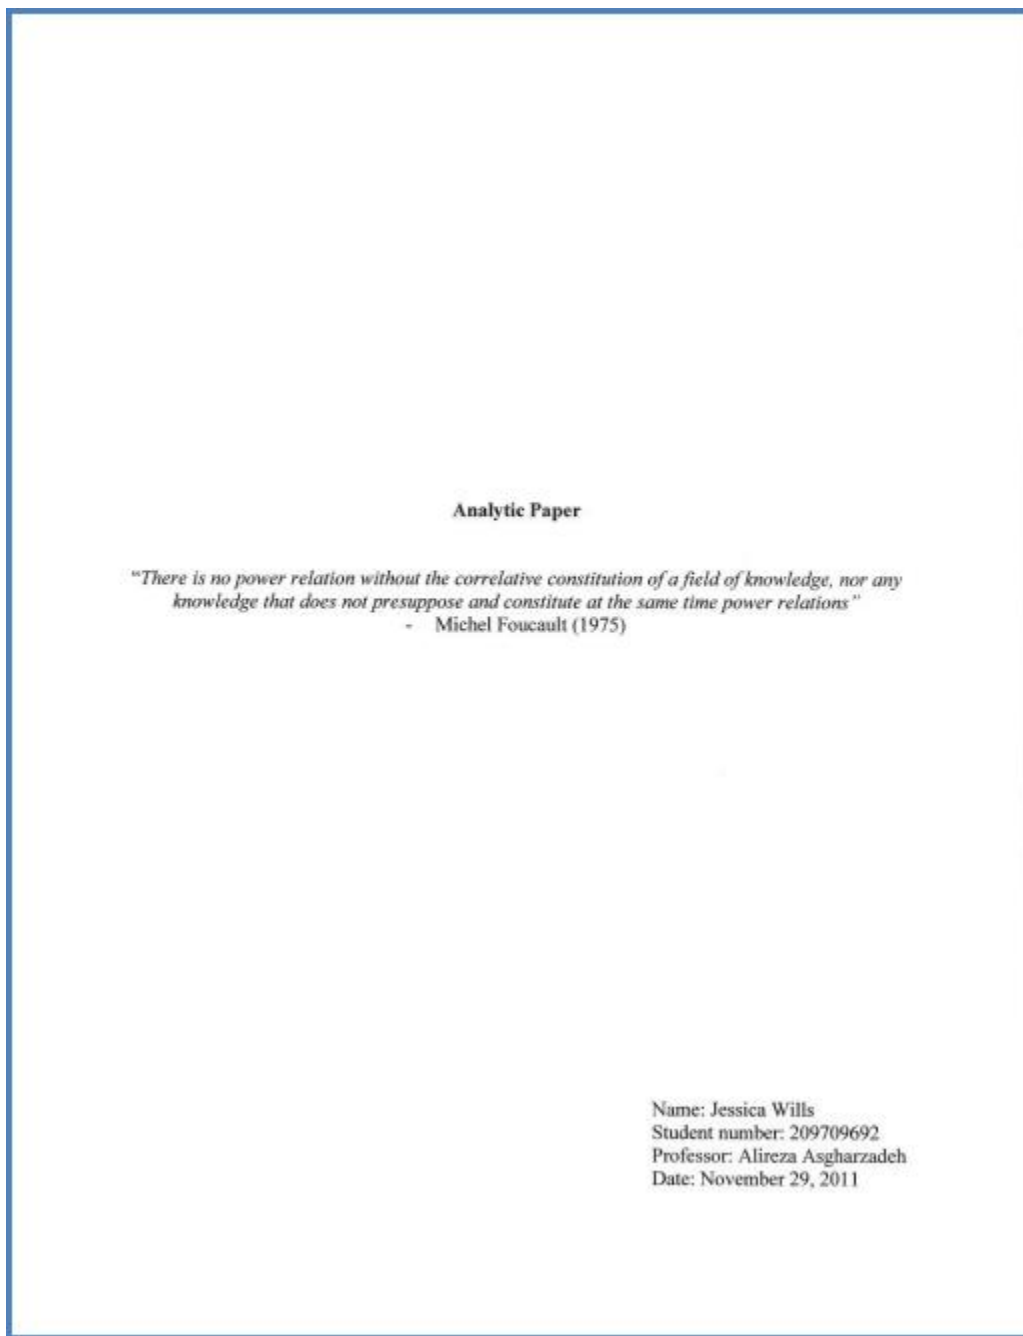 Analytic Paper
"There is no power relation without the correlative constitution of a field of knowledge, nor any
knowledge that does not presuppose and constitute at the same time power relations"
- Michel Foucault (1975)
Name: Jessica Wills
Student number: 209709692
Professor: Alireza Asgharzadeh
Date: November 29, 2011